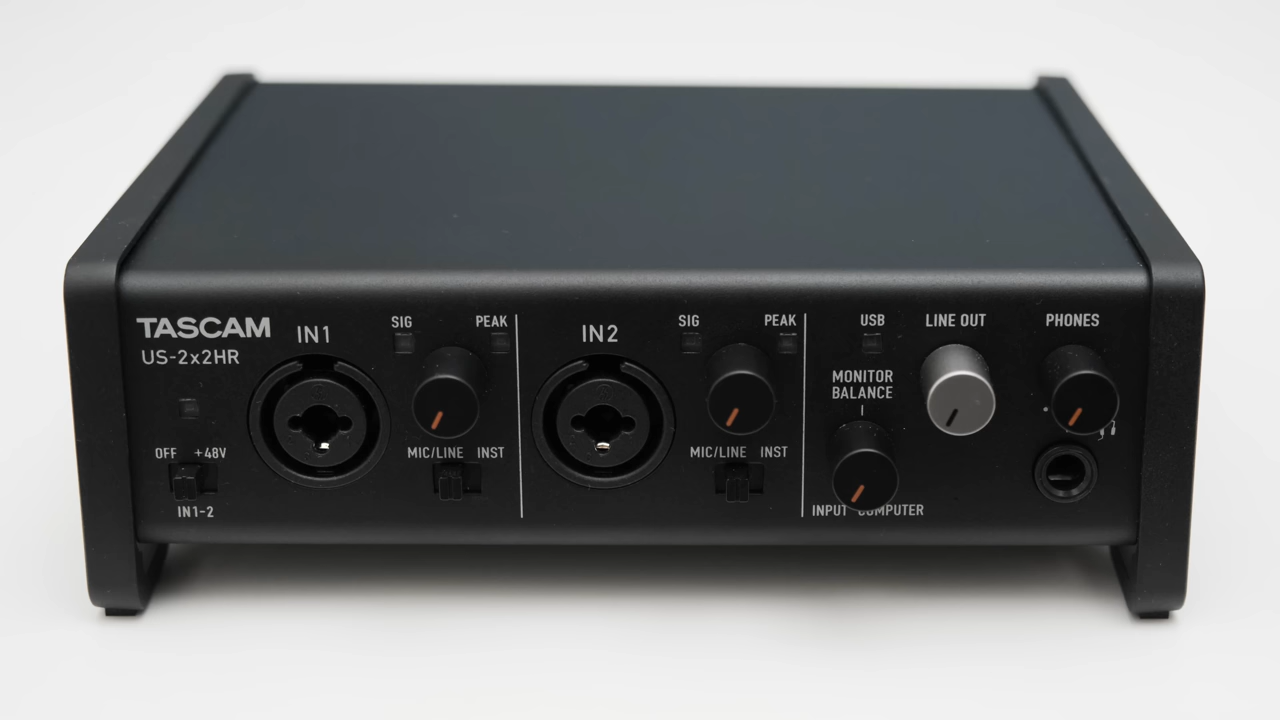 TASCAM
US-2x2HR
IN1
SIG
PEAK
OFF +48V
IN1-2
MIC/LINE INST
IN2
SIG
PEAK
MIC/LINE INST
USB
LINE OUT
PHONES
MONITOR
BALANCE
INPUT COMPUTER